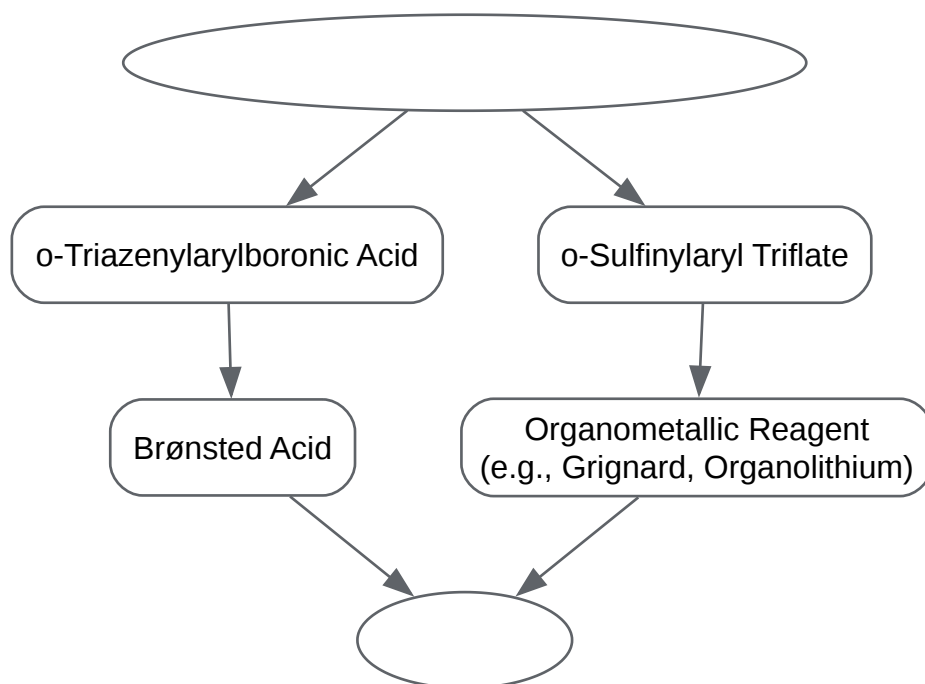 o-Triazenylarylboronic Acid
o-Sulfinylaryl Triflate
Brønsted Acid
Organometallic Reagent
(e.g., Grignard, Organolithium)